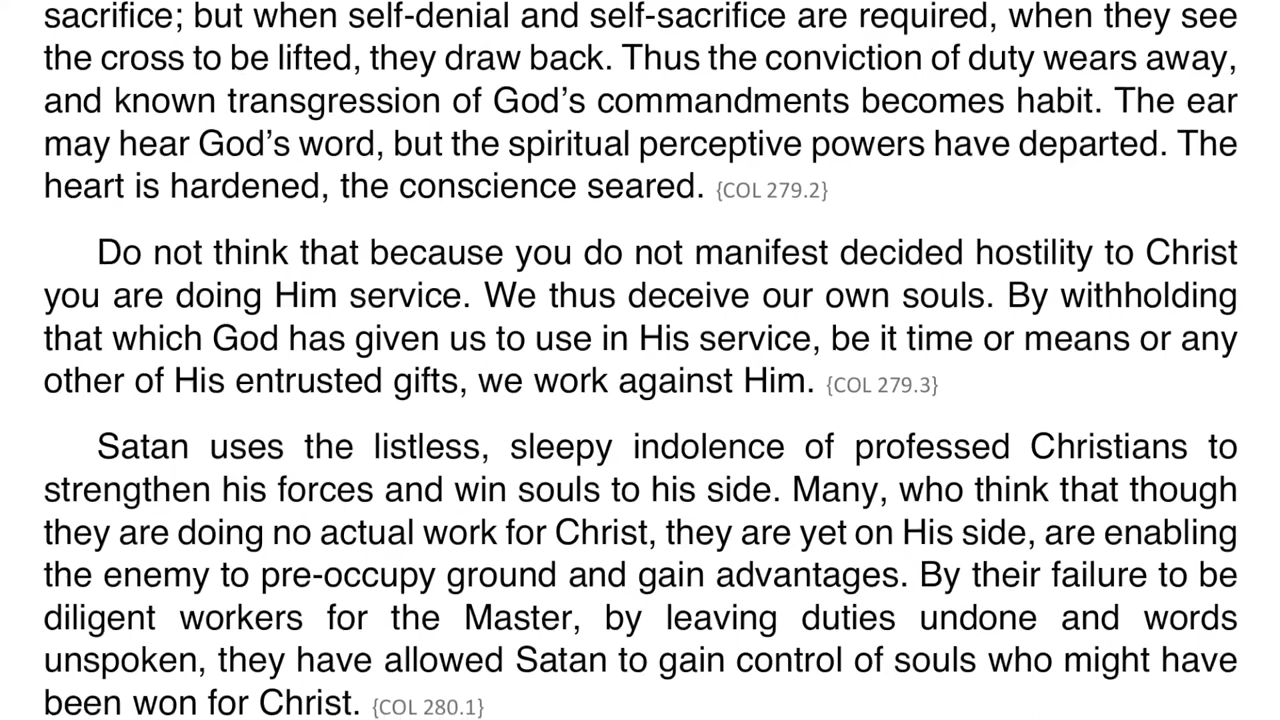 sacrifice; but when self-denial and self-sacrifice are required, when they see
the cross to be lifted, they draw back. Thus the conviction of duty wears away,
and known transgression of God’s commandments becomes habit. The ear
may hear God’s word, but the spiritual perceptive powers have departed. The
heart is hardened, the conscience seared. {COL 279.2}
Do not think that because you do not manifest decided hostility to Christ
you are doing Him service. We thus deceive our own souls. By withholding
that which God has given us to use in His service, be it time or means or any
other of His entrusted gifts, we work against Him. {COL 279.3}
Satan uses the listless, sleepy indolence of professed Christians to
strengthen his forces and win souls to his side. Many, who think that though
they are doing no actual work for Christ, they are yet on His side, are enabling
the enemy to pre-occupy ground and gain advantages. By their failure to be
diligent workers for the Master, by leaving duties undone and words
unspoken, they have allowed Satan to gain control of souls who might have
been won for Christ. {COL 280.1}